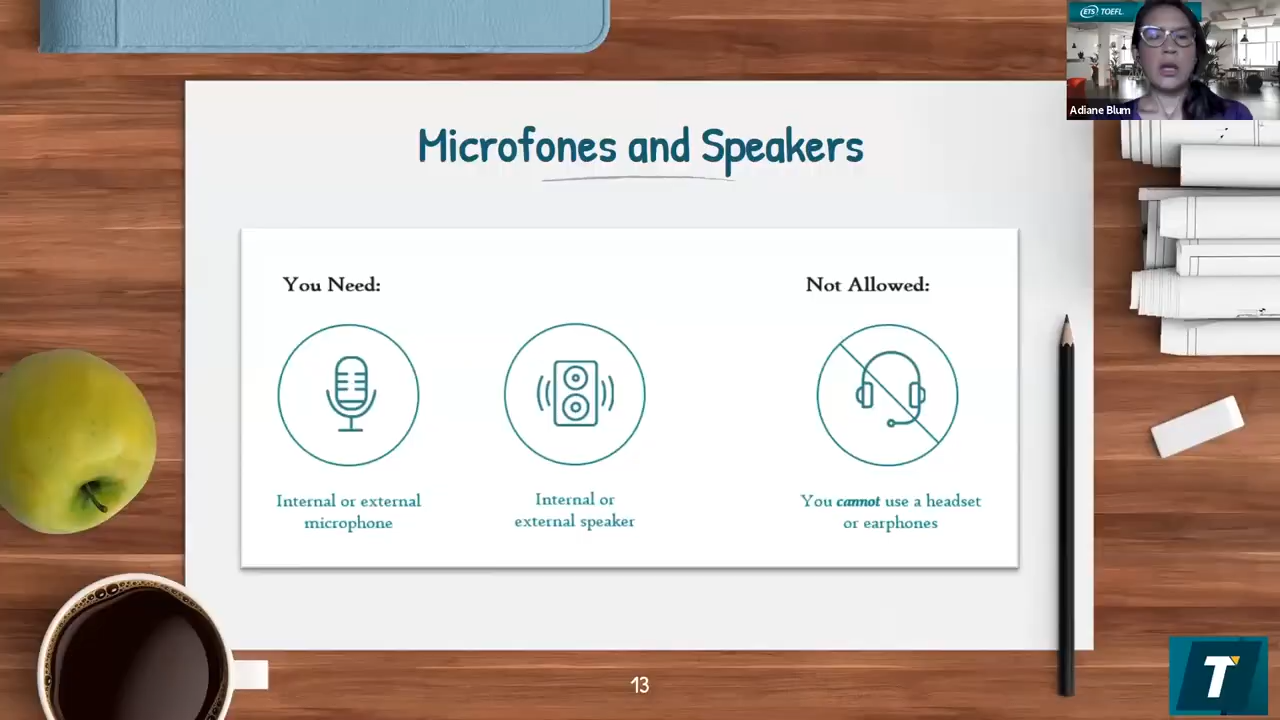 ETS TOEFL
Adiane Blum
Microfones and Speakers
You Need:
Not Allowed:
Internal or external
microphone
Internal or
external speaker
You cannot use a headset
or earphones
13
T